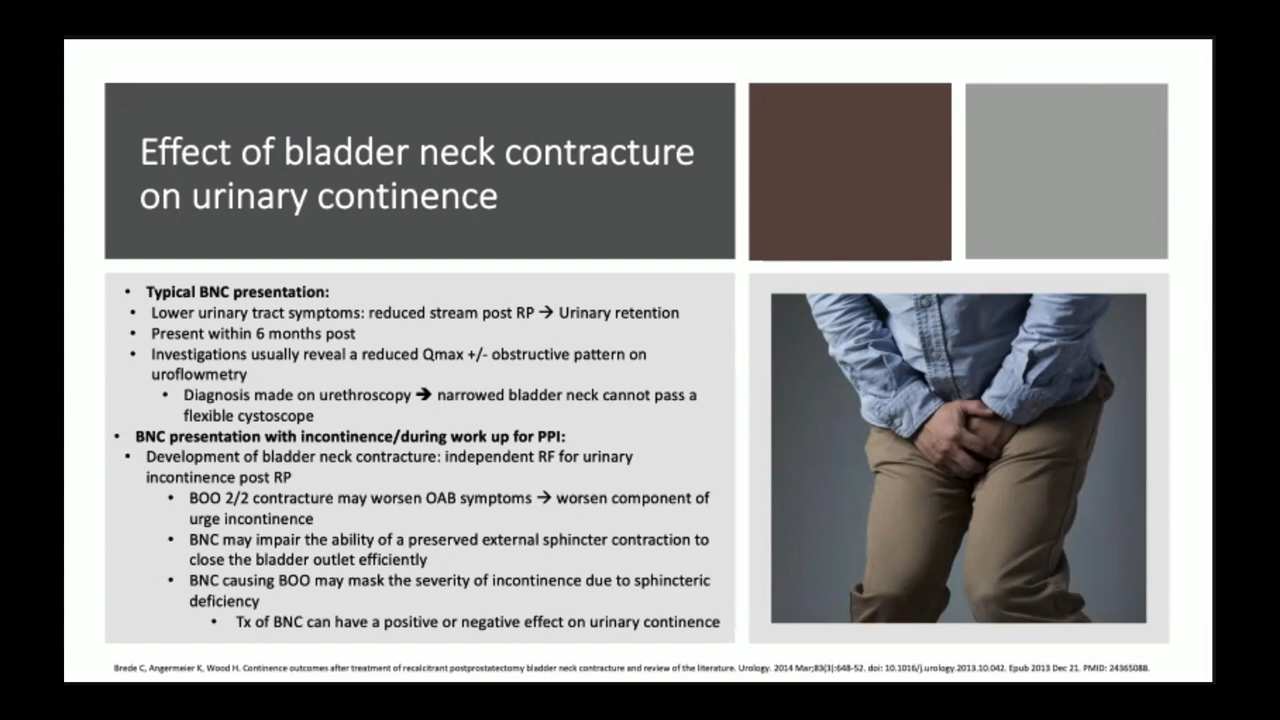 Effect of bladder neck contracture
on urinary continence
• Typical BNC presentation:
• Lower urinary tract symptoms: reduced stream post RP → Urinary retention
• Present within 6 months post
• Investigations usually reveal a reduced Qmax +/- obstructive pattern on
uroflowmetry
• Diagnosis made on urethroscopy → narrowed bladder neck cannot pass a
flexible cystoscope
• BNC presentation with incontinence/during work up for PPI:
• Development of bladder neck contracture: independent RF for urinary
incontinence post RP
• BOO 2/2 contracture may worsen OAB symptoms → worsen component of
urge incontinence
• BNC may impair the ability of a preserved external sphincter contraction to
close the bladder outlet efficiently
• BNC causing BOO may mask the severity of incontinence due to sphincteric
deficiency
• Tx of BNC can have a positive or negative effect on urinary continence
Brede C, Angermeier K, Wood H. Continence outcomes after treatment of recalcitrant postprostatectomy bladder neck contracture and review of the literature. Urology. 2014 Mar;83(3):648-52. doi: 10.1016/j.urology.2013.10.042. Epub 2013 Dec 21. PMID: 24365088.